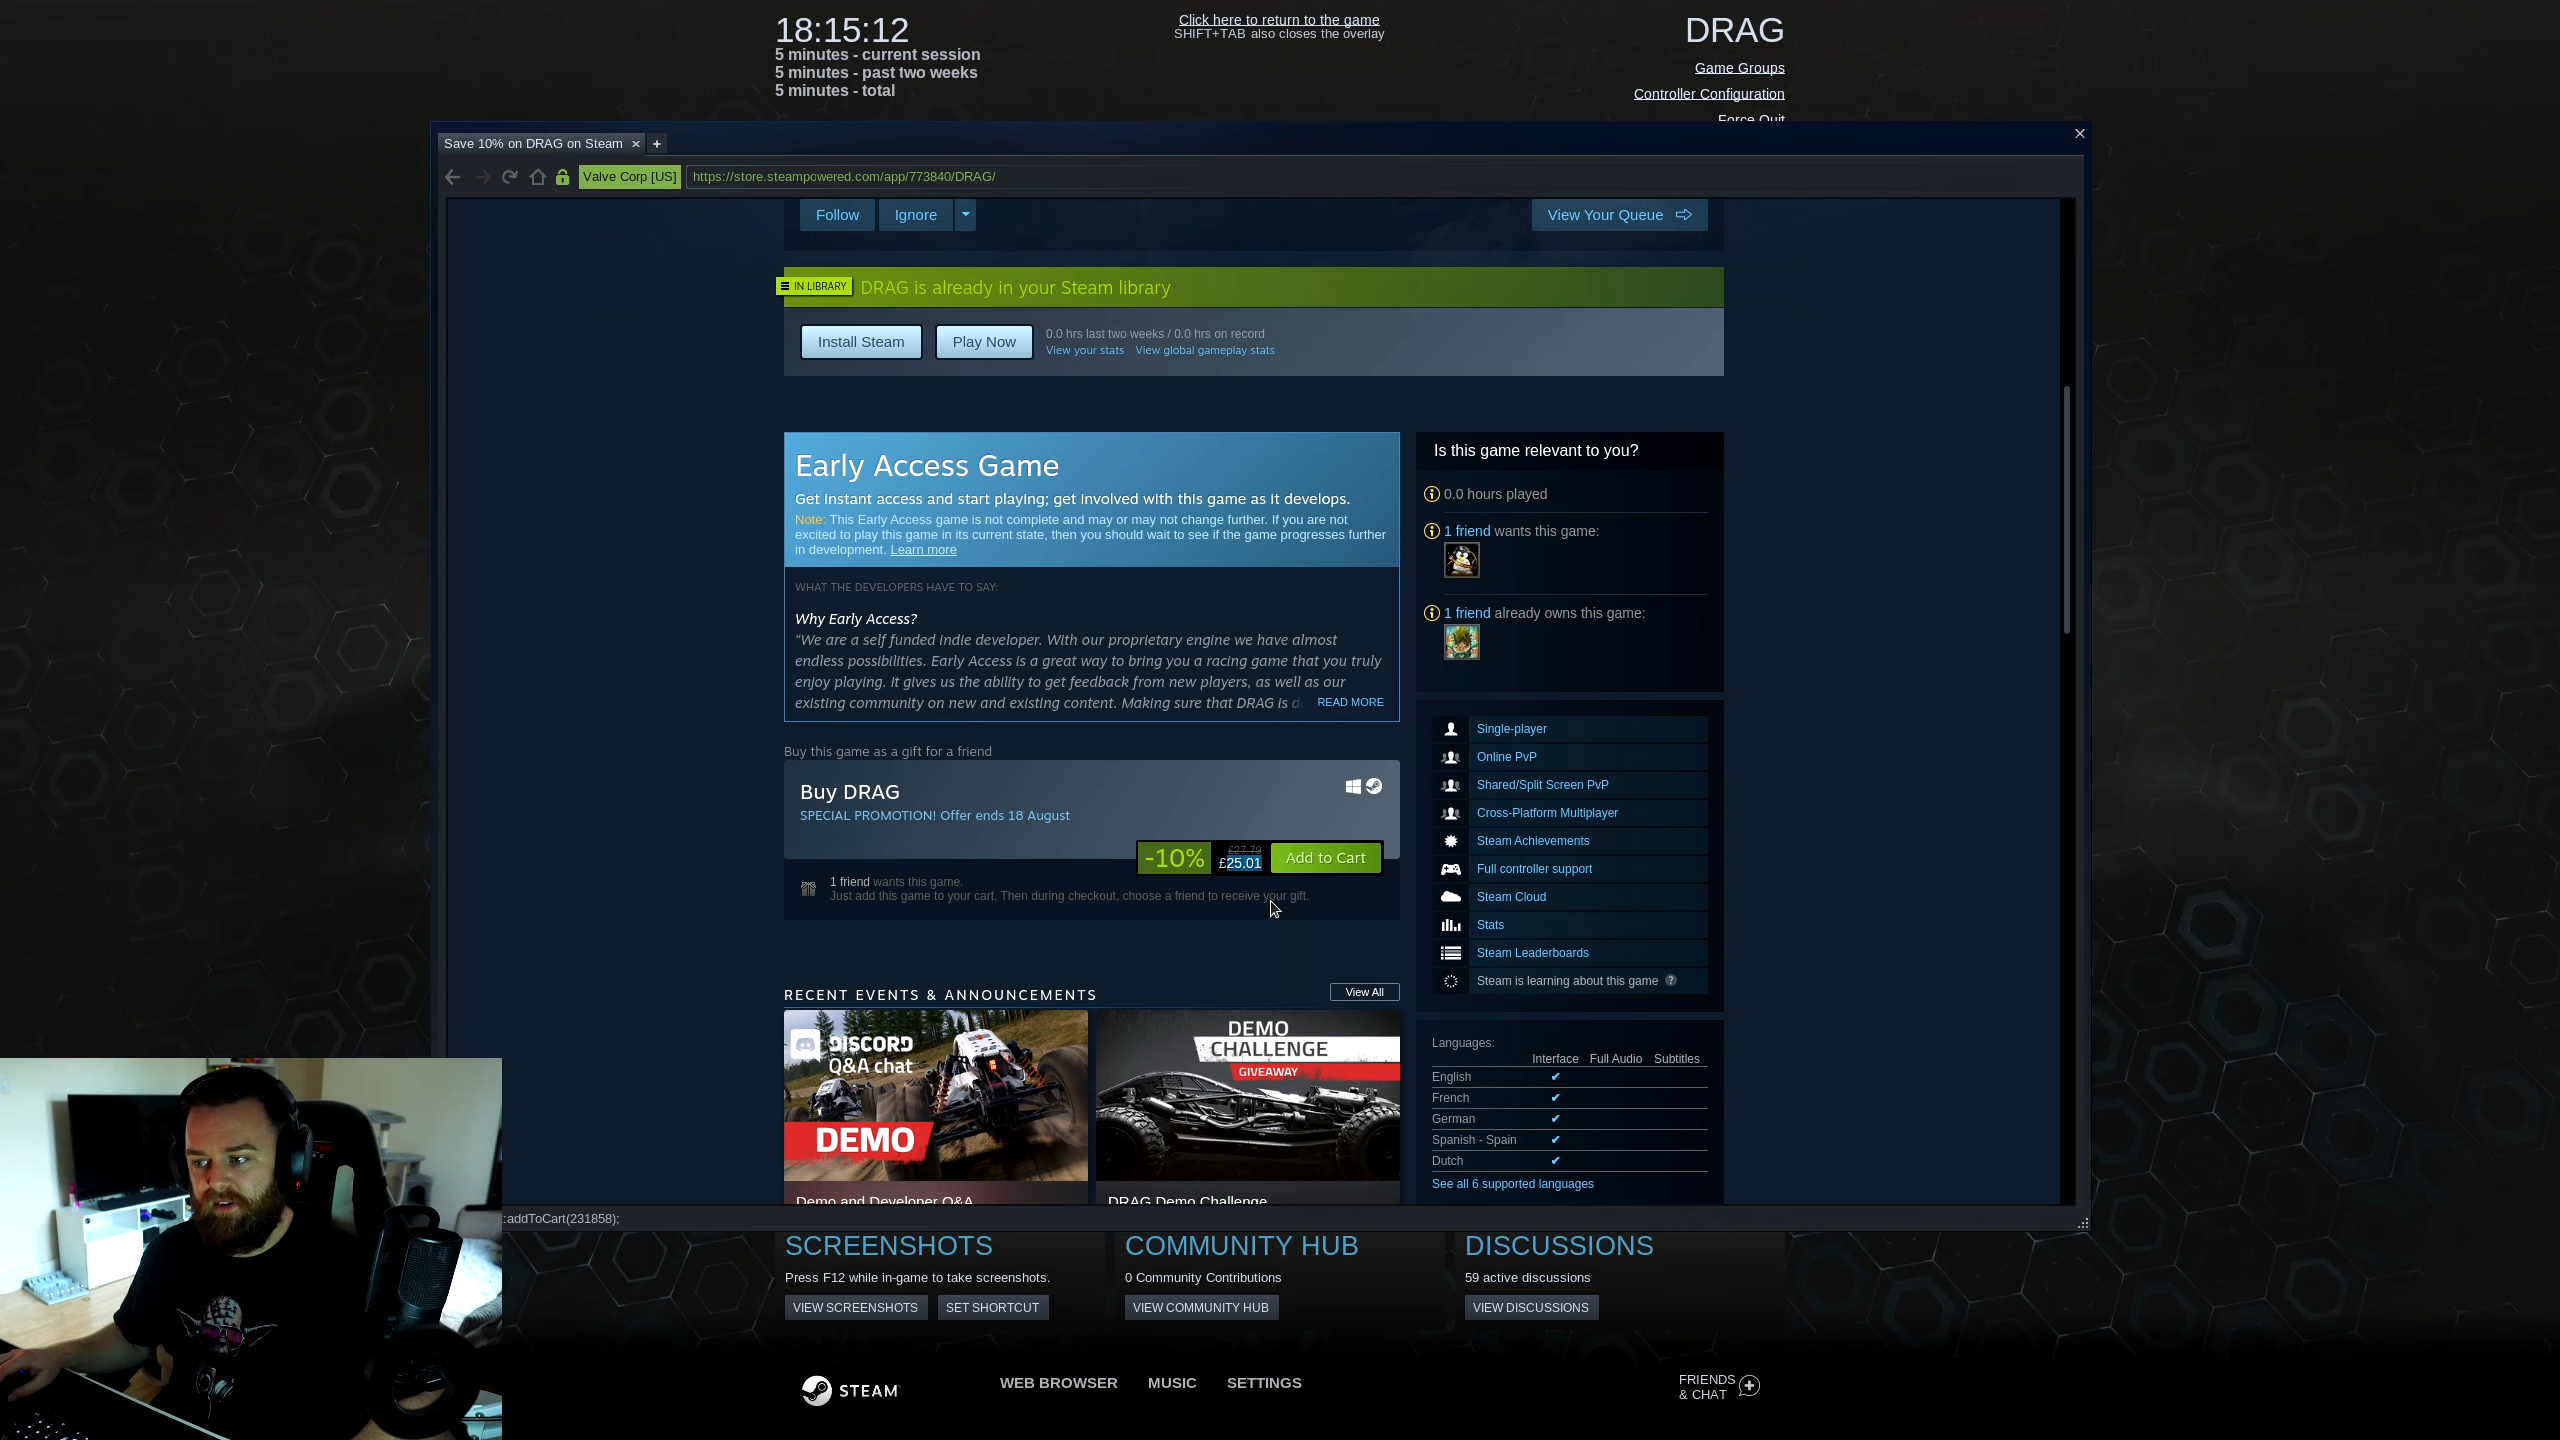 18:15:12
5 minutes - current session
5 minutes - past two weeks
5 minutes - total
Click here to return to the game
SHIFT+TAB also closes the overlay
DRAG
Game Groups
Controller Configuration
Force Quit
Save 10% on DRAG on Steam
Valve Corp [US]
https://store.steampowered.com/app/773840/DRAG/
Follow
Ignore
View Your Queue
IN LIBRARY
DRAG is already in your Steam library
Install Steam
Play Now
0.0 hrs last two weeks / 0.0 hrs on record
View your stats
View global gameplay stats
Early Access Game
Get instant access and start playing; get involved with this game as it develops.
Note: This Early Access game is not complete and may or may not change further. If you are not
excited to play this game in its current state, then you should wait to see if the game progresses further
in development. Learn more
WHAT THE DEVELOPERS HAVE TO SAY:
Why Early Access?
“We are a self funded indie developer. With our proprietary engine we have almost
endless possibilities. Early Access is a great way to bring you a racing game that you truly
enjoy playing. It gives us the ability to get feedback from new players, as well as our
existing community on new and existing content. Making sure that DRAG is
READ MORE
Buy this game as a gift for a friend
Buy DRAG
SPECIAL PROMOTION! Offer ends 18 August
-10%
£27.79
£25.01
Add to Cart
1 friend wants this game.
Just add this game to your cart. Then during checkout, choose a friend to receive your gift.
RECENT EVENTS & ANNOUNCEMENTS
View All
DISCORD
Q&A chat
DEMO
Demo and Developer Q&A
DEMO
CHALLENGE
GIVEAWAY
DRAG Demo Challenge
Is this game relevant to you?
0.0 hours played
1 friend wants this game:
1 friend already owns this game:
Single-player
Online PvP
Shared/Split Screen PvP
Cross-Platform Multiplayer
Steam Achievements
Full controller support
Steam Cloud
Stats
Steam Leaderboards
Steam is learning about this game ?
Languages:
Interface Full Audio Subtitles
English ✔
French ✔
German ✔
Spanish - Spain ✔
Dutch ✔
See all 6 supported languages
:addToCart(231858);
SCREENSHOTS
Press F12 while in-game to take screenshots.
VIEW SCREENSHOTS
SET SHORTCUT
COMMUNITY HUB
0 Community Contributions
VIEW COMMUNITY HUB
DISCUSSIONS
59 active discussions
VIEW DISCUSSIONS
STEAM
WEB BROWSER
MUSIC
SETTINGS
FRIENDS
& CHAT